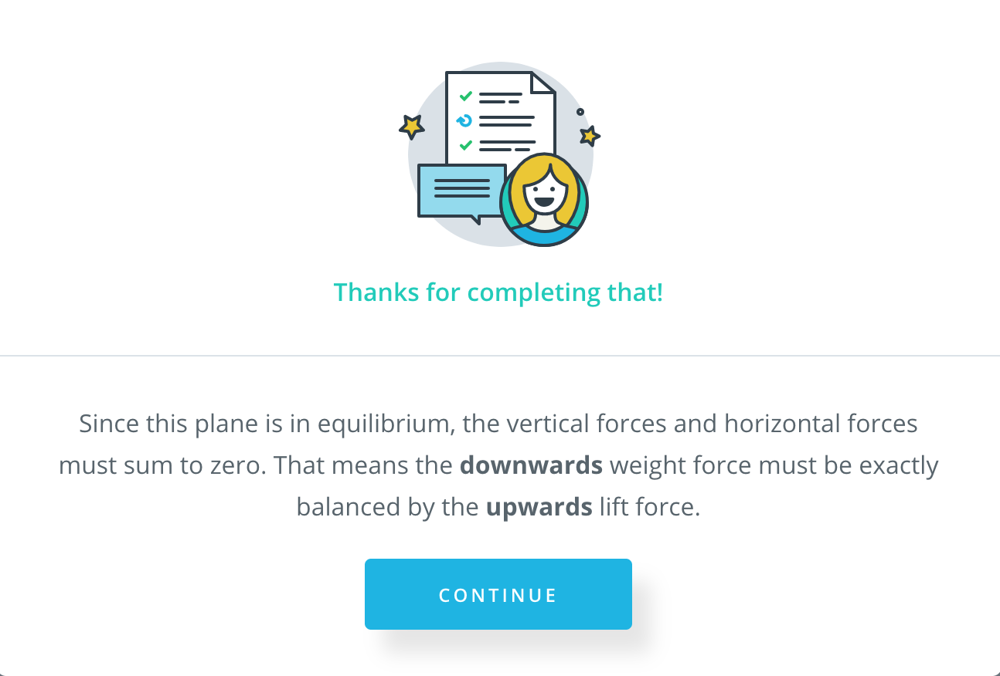 Thanks for completing that!
Since this plane is in equilibrium, the vertical forces and horizontal forces
must sum to zero. That means the downwards weight force must be exactly
balanced by the upwards lift force.
CONTINUE